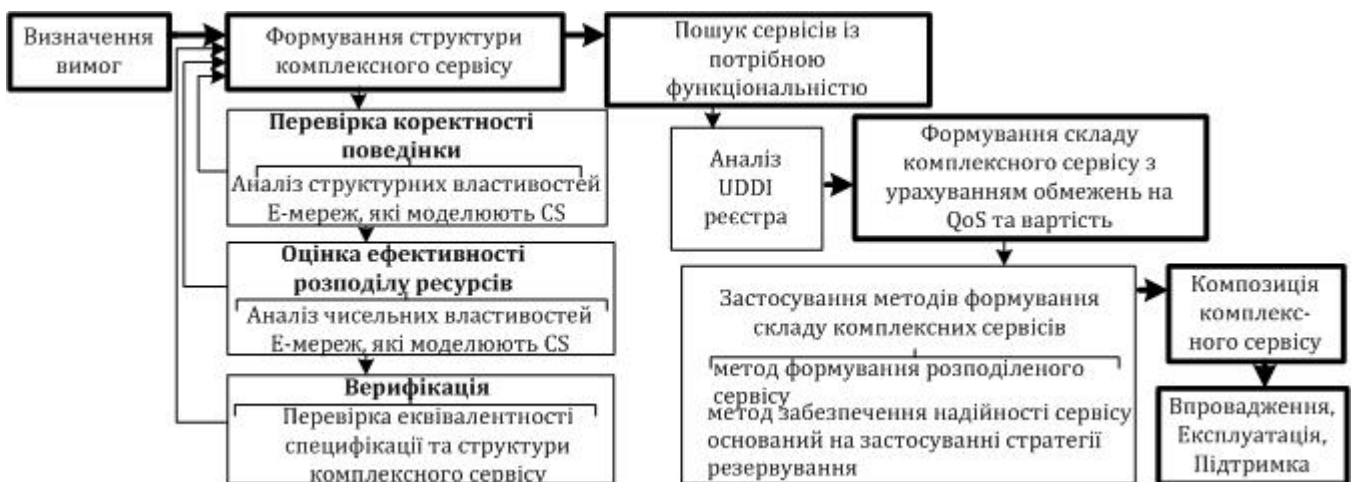 Визначення
вимог
Формування структури
комплексного сервісу
Пошук сервісів із
потрібною
функціональністю
Перевірка коректності
поведінки
Аналіз структурних властивостей
Е-мереж, які моделюють CS
Оцінка ефективності
розподілу ресурсів
Аналіз чисельних властивостей
Е-мереж, які моделюють CS
Верифікація
Перевірка еквівалентності
специфікації та структури
комплексного сервісу
Аналіз
UDDI
реєстра
Формування складу
комплексного сервісу з
урахуванням обмежень на
QoS та вартість
Застосування методів формування
складу комплексних сервісів
метод формування розподіленого
сервісу
метод забезпечення надійності сервісу
оснований на застосуванні стратегії
резервування
Композиція
комплекс-
ного сервісу
Впровадження,
Експлуатація,
Підтримка